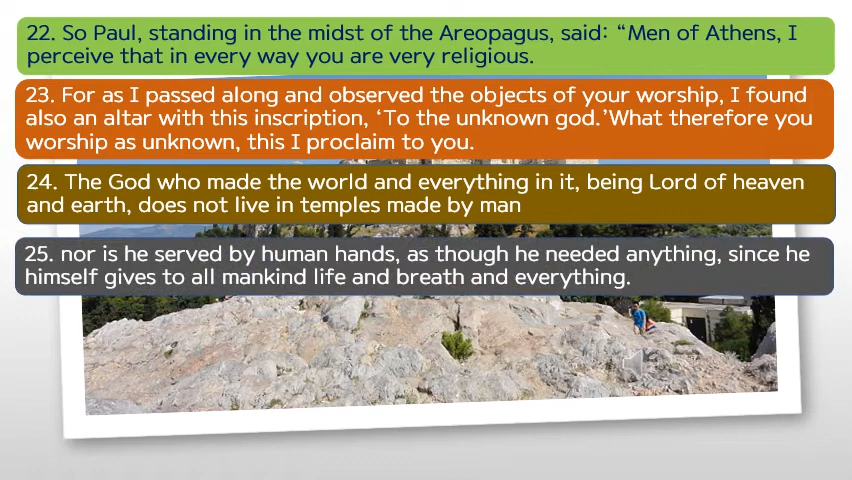 22. So Paul, standing in the midst of the Areopagus, said: “Men of Athens, I
perceive that in every way you are very religious.
23. For as I passed along and observed the objects of your worship, I found
also an altar with this inscription, ‘To the unknown god.’What therefore you
worship as unknown, this I proclaim to you.
24. The God who made the world and everything in it, being Lord of heaven
and earth, does not live in temples made by man
25. nor is he served by human hands, as though he needed anything, since he
himself gives to all mankind life and breath and everything.